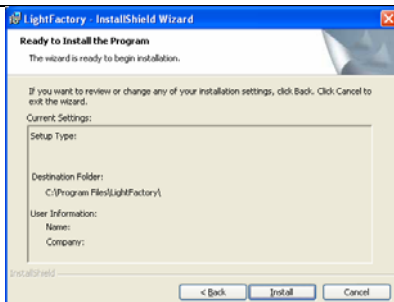 LightFactory - InstallShield Wizard
Ready to Install the Program
The wizard is ready to begin installation.
If you want to review or change any of your installation settings, click Back. Click Cancel to
exit the wizard.
Current Settings:
Setup Type:
Destination Folder:
C:\Program Files\LightFactory\
User Information:
Name:
Company:
InstallShield
< Back
Install
Cancel